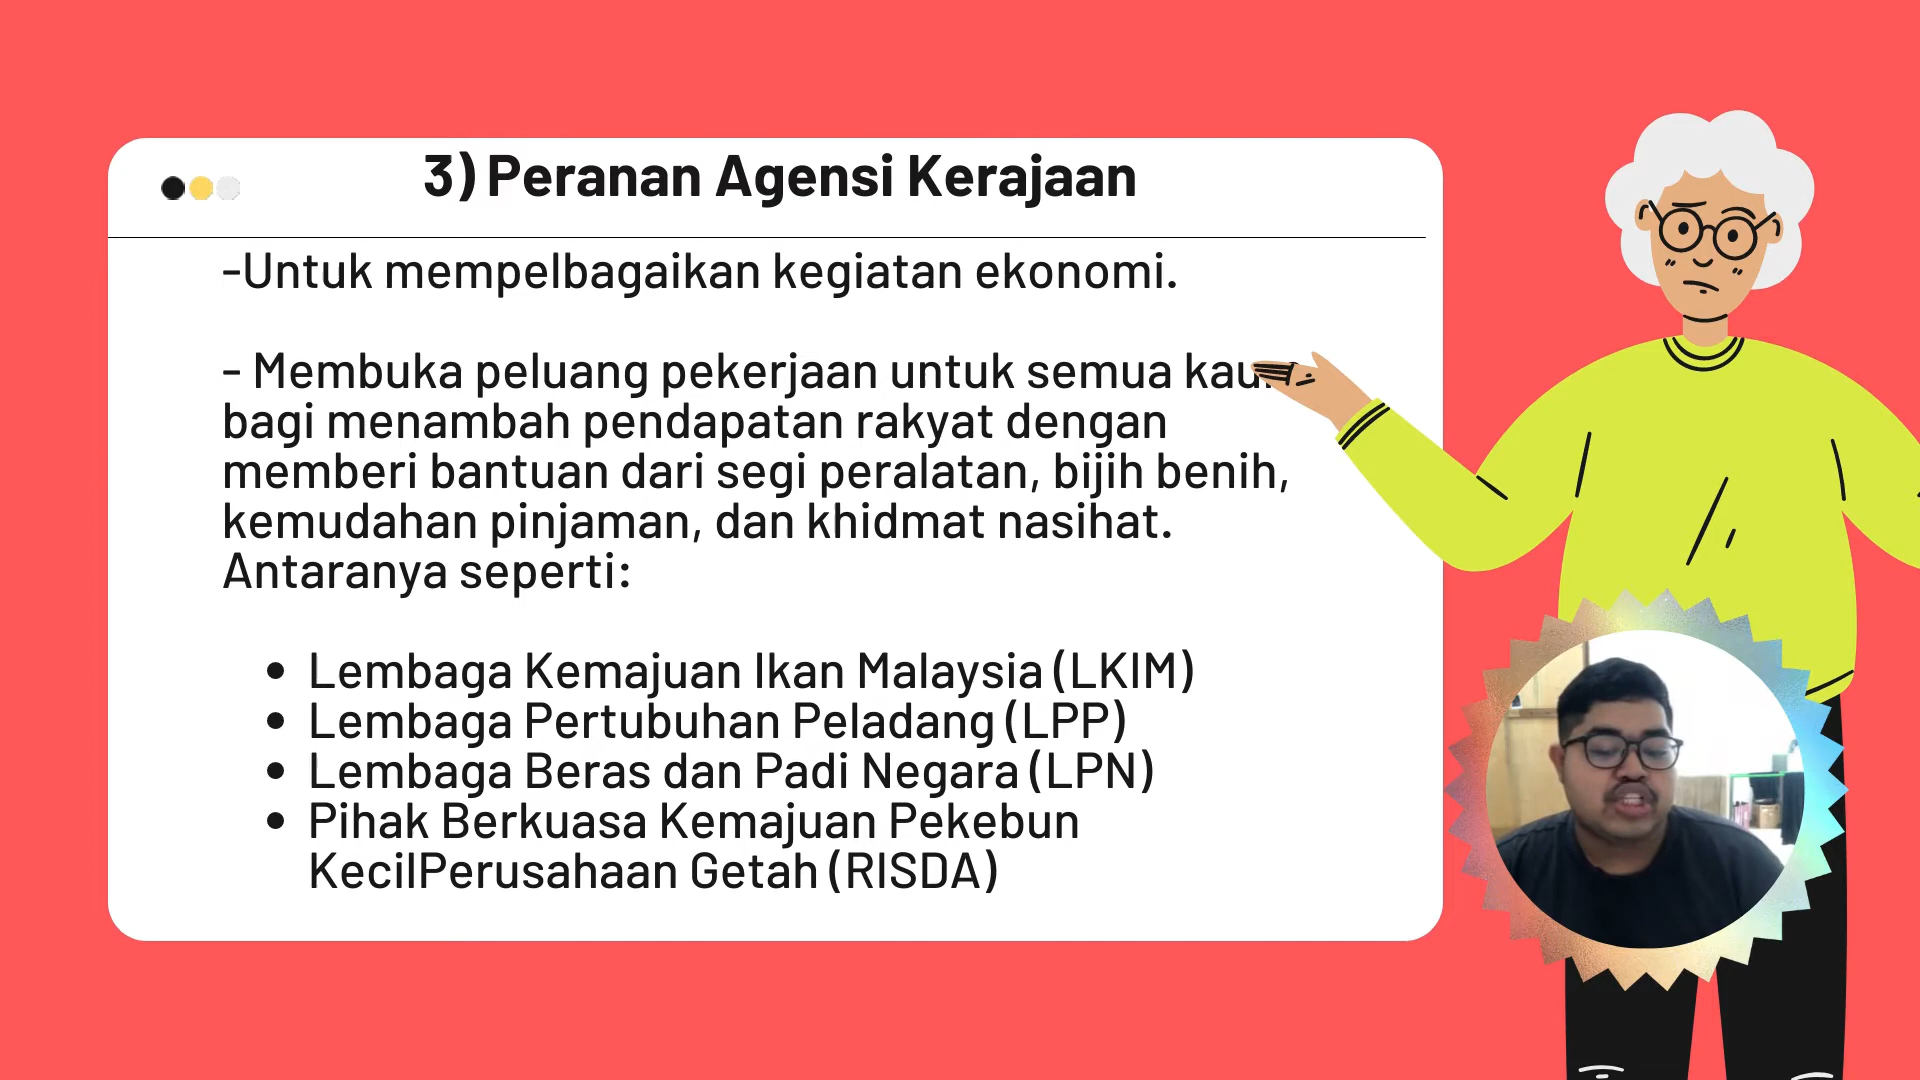 3) Peranan Agensi Kerajaan
-Untuk mempelbagaikan kegiatan ekonomi.
- Membuka peluang pekerjaan untuk semua
bagi menambah pendapatan rakyat dengan
memberi bantuan dari segi peralatan, bijih benih,
kemudahan pinjaman, dan khidmat nasihat.
Antaranya seperti:
• Lembaga Kemajuan Ikan Malaysia (LKIM)
• Lembaga Pertubuhan Peladang (LPP)
• Lembaga Beras dan Padi Negara (LPN)
• Pihak Berkuasa Kemajuan Pekebun
KecilPerusahaan Getah (RISDA)